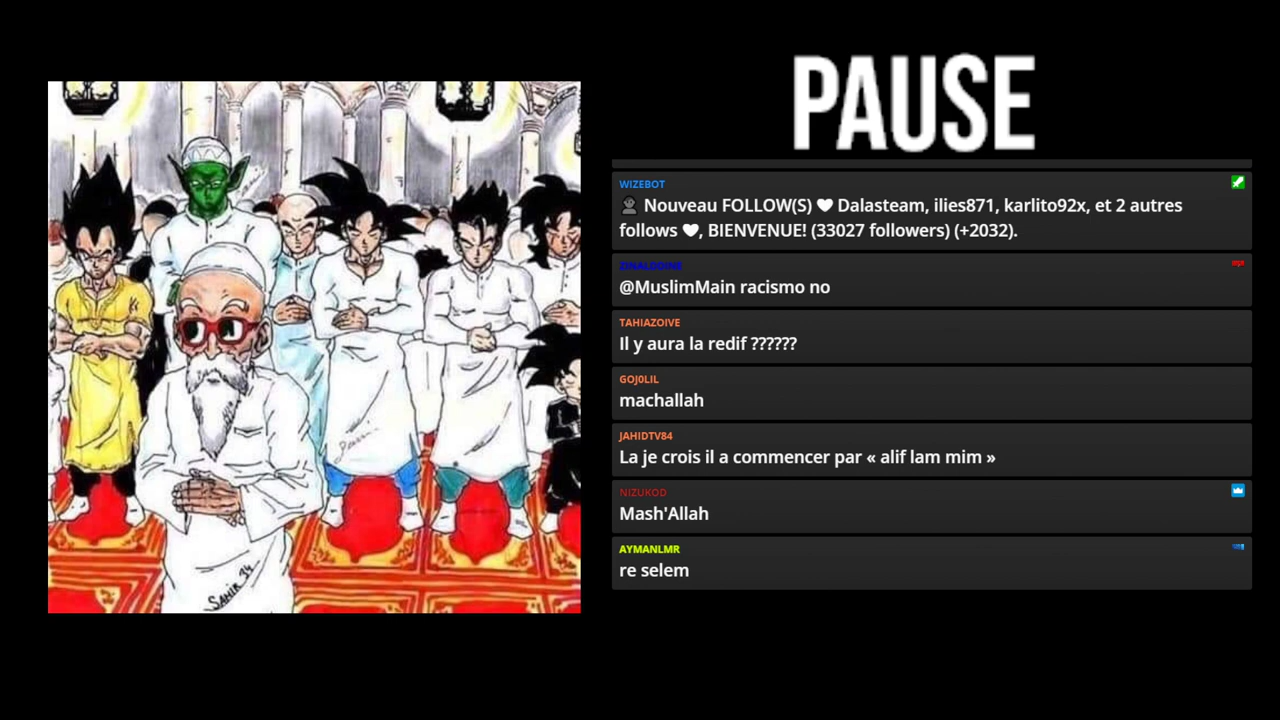 PAUSE
WIZEBOT
Nouveau FOLLOW(S) ❤ Dalasteam, ilies871, karlito92x, et 2 autres
follows ❤, BIENVENUE! (33027 followers) (+2032).
@MuslimMain racismo no
TAHIAZOIVE
Il y aura la redif ??????
GOJ0LIL
machallah
JAHIDTV84
La je crois il a commencer par « alif lam mim »
NIZUKOD
Mash'Allah
AYMANLMR
re selem
SAHIR 94